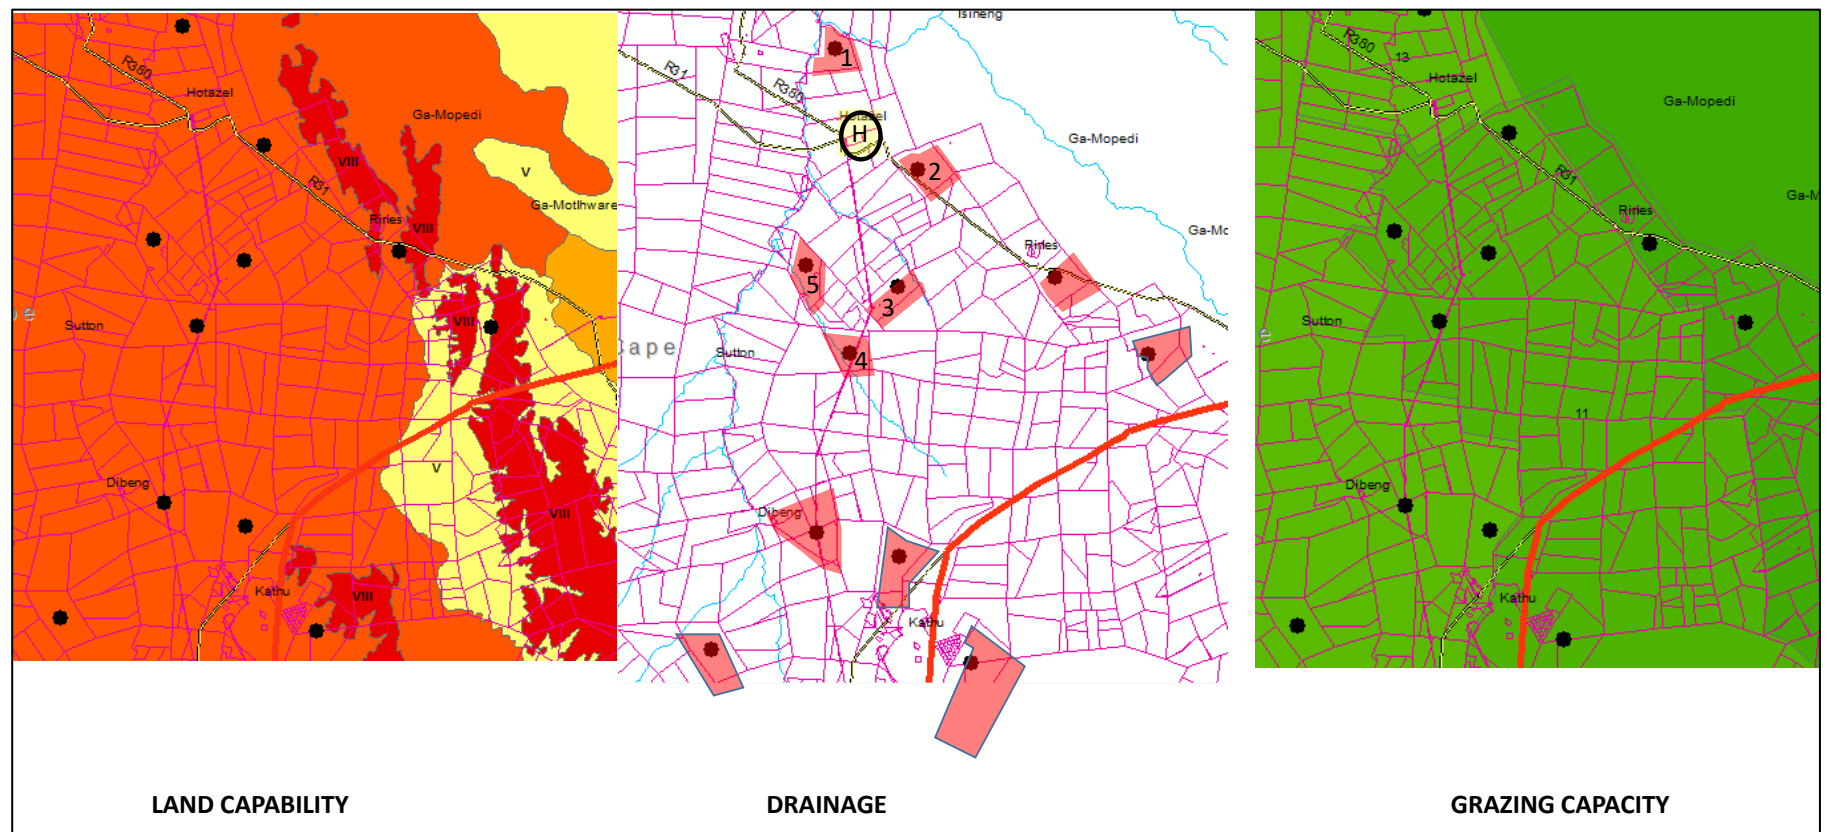 R380
Hotazel
Ga-Mopedi
VIII
V
R31
Ga-Motlhware
Riries
VIII
Sutton
VIII
V
Dibeng
VIII
Kathu
VIII
Isineng
1
R31
R380
Hotazel
H
Ga-Mopedi
2
Riries
5
3
Cape
Sutton
4
Dibeng
Kathu
R380
13
Hotazel
Ga-Mopedi
R31
Ga-M
Riries
Sutton
e
11
Dibeng
Kathu
LAND CAPABILITY
DRAINAGE
GRAZING CAPACITY